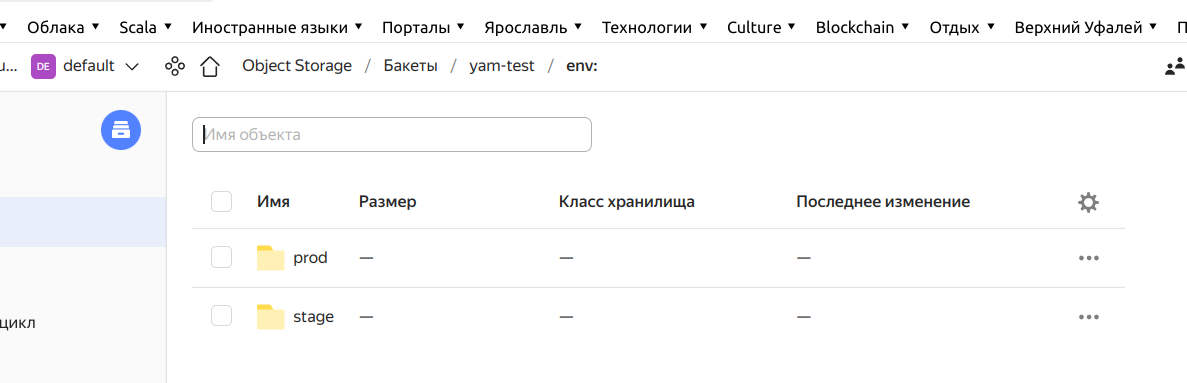 Облака ▼ Scala ▼ Иностранные языки ▼ Порталы ▼ Ярославль ▼ Технологии ▼ Culture ▼ Blockchain ▼ Отдых ▼ Верхний Уфалей ▼ П
u... DE default Object Storage / Бакеты / yam-test / env:
Имя объекта
Имя Размер Класс хранилища Последнее изменение
prod — — —
stage — — —
цикл